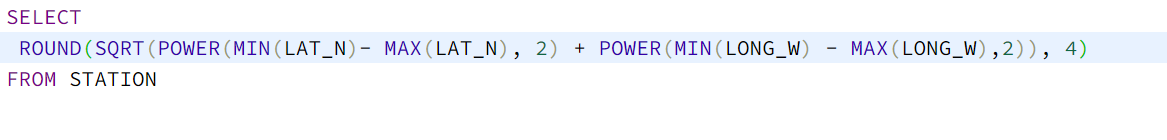 SELECT
ROUND(SQRT(POWER(MIN(LAT_N)- MAX(LAT_N), 2) + POWER(MIN(LONG_W) - MAX(LONG_W),2)), 4)
FROM STATION